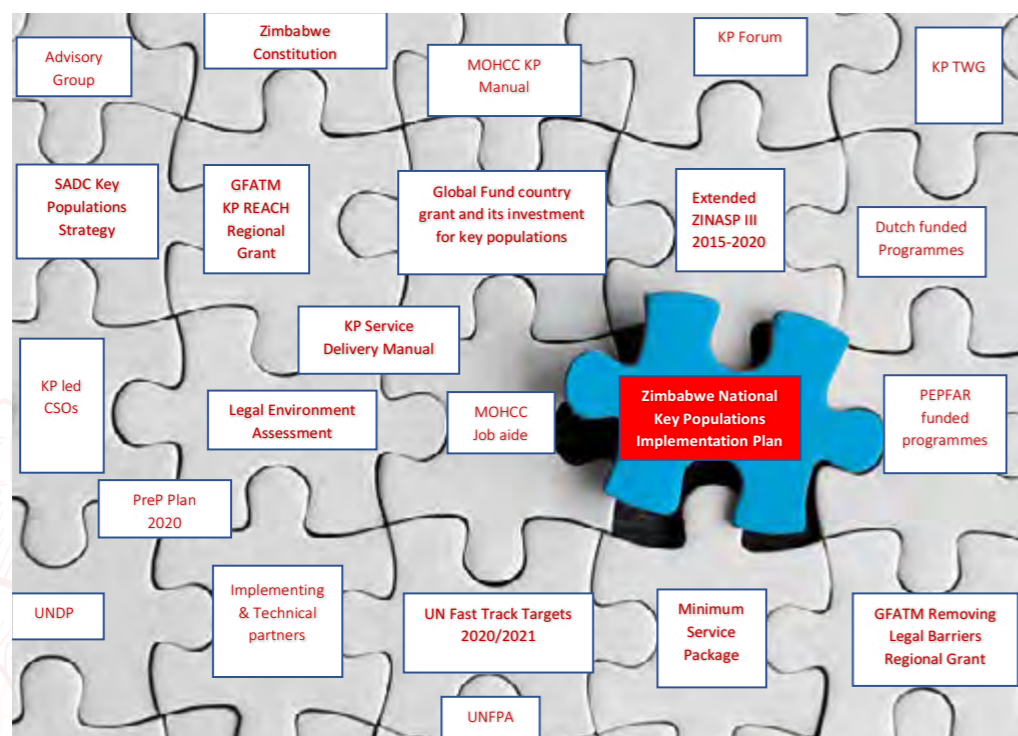 Advisory
Group
Zimbabwe
Constitution
MOHCC KP
Manual
KP Forum
KP TWG
SADC Key
Populations
Strategy
GFATM
KP REACH
Regional
Grant
Global Fund country
grant and its investment
for key populations
Extended
ZINASP III
2015-2020
Dutch funded
Programmes
KP Service
Delivery Manual
KP led
CSOs
Legal Environment
Assessment
MOHCC
Job aide
Zimbabwe National
Key Populations
Implementation Plan
PEPFAR
funded
programmes
PreP Plan
2020
UNDP
Implementing
& Technical
partners
UN Fast Track Targets
2020/2021
Minimum
Service
Package
GFATM Removing
Legal Barriers
Regional Grant
UNFPA